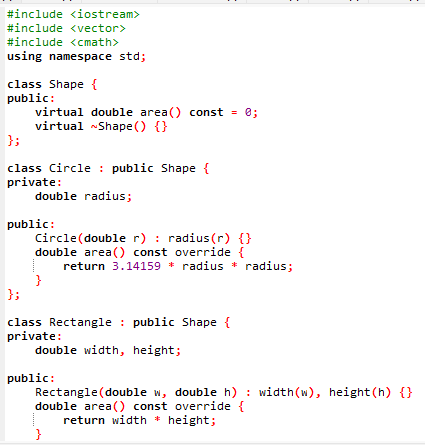 #include <iostream>
#include <vector>
#include <cmath>
using namespace std;

class Shape {
public:
    virtual double area() const = 0;
    virtual ~Shape() {}
};

class Circle : public Shape {
private:
    double radius;

public:
    Circle(double r) : radius(r) {}
    double area() const override {
        return 3.14159 * radius * radius;
    }
};

class Rectangle : public Shape {
private:
    double width, height;

public:
    Rectangle(double w, double h) : width(w), height(h) {}
    double area() const override {
        return width * height;
    }